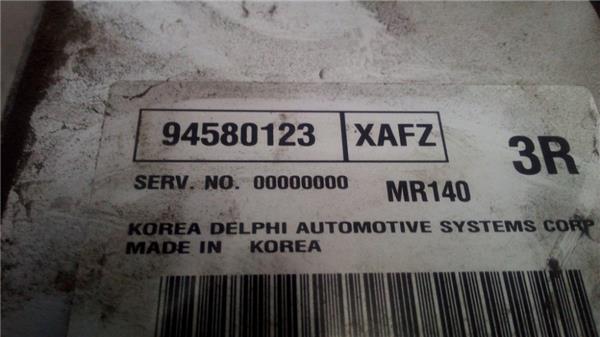 94580123 XAFZ
3R
SERV. NO. 00000000 MR140
KOREA DELPHI AUTOMOTIVE SYSTEMS CORP
MADE IN KOREA